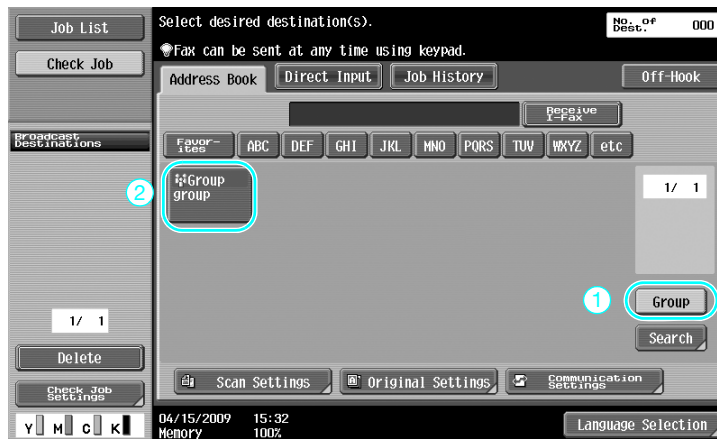 Job List
Check Job
Broadcast
Destinations
1/ 1
Delete
Check Job
Settings
Y M C K
Select desired destination(s).
Fax can be sent at any time using keypad.
No. of
Dest.
000
Address Book
Direct Input
Job History
Off-Hook
Receive
I-Fax
Favor-
ites
ABC
DEF
GHI
JKL
MNO
PQRS
TUV
WXYZ
etc
2
Group
group
1/ 1
1
Group
Search
Scan Settings
Original Settings
Communication
Settings
04/15/2009 15:32
Memory 100%
Language Selection